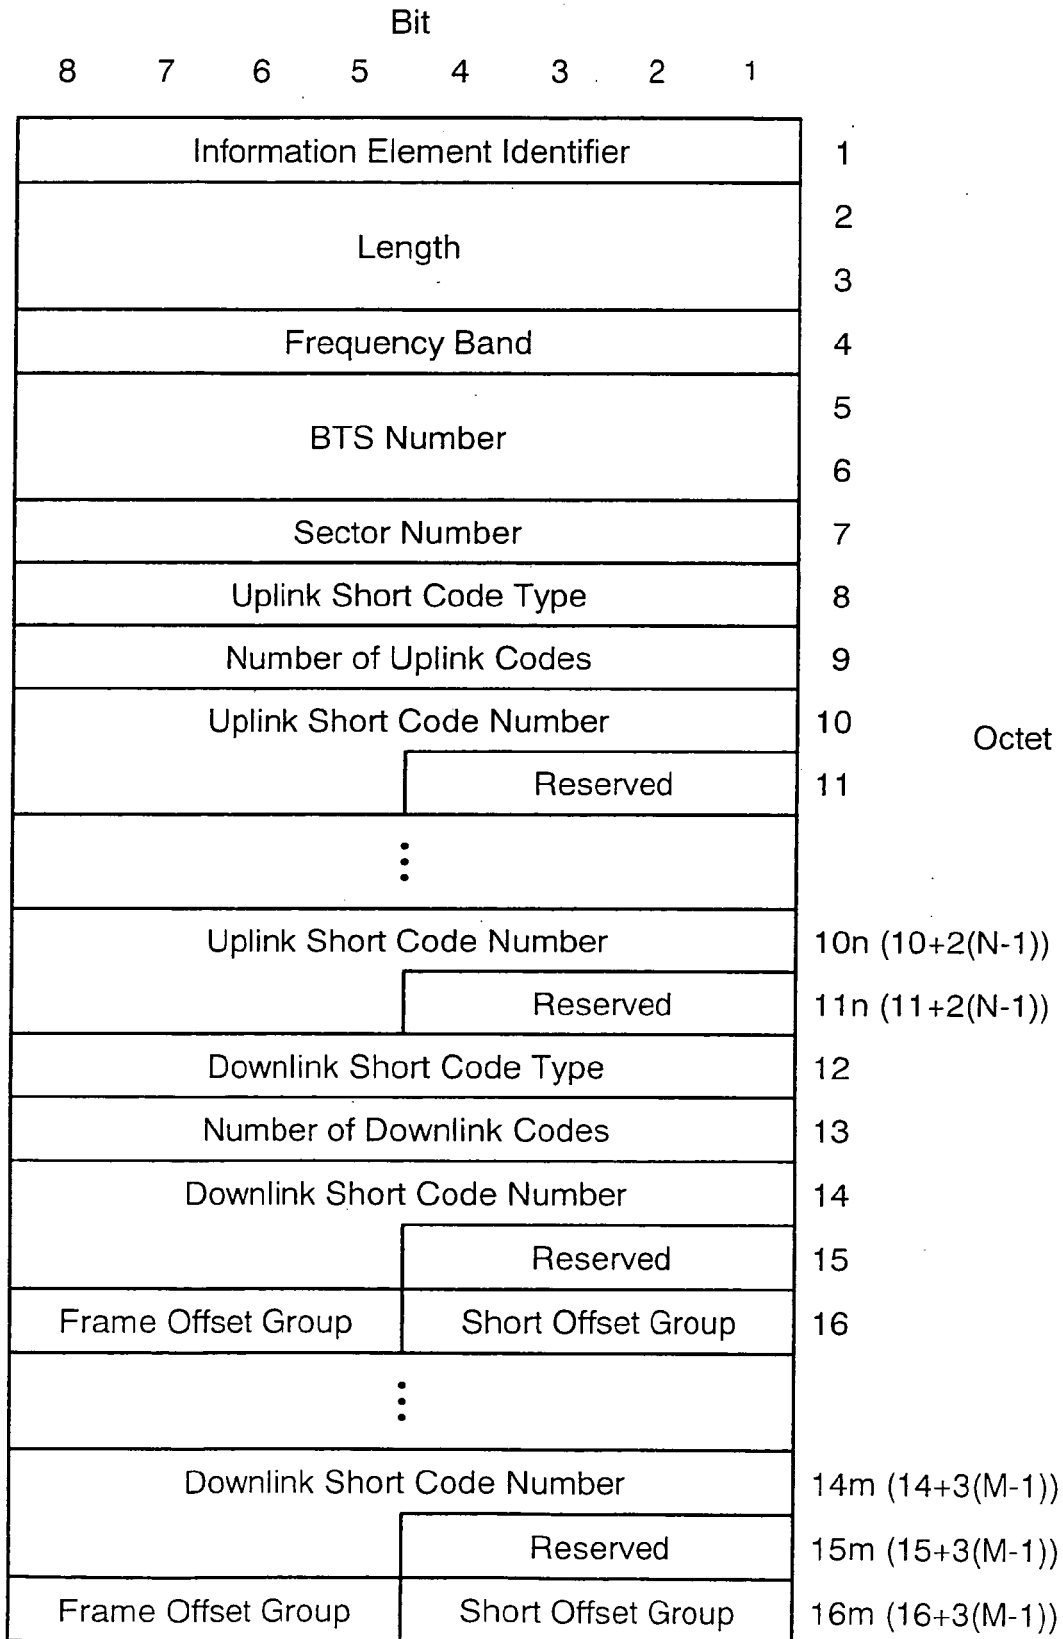 Bit
8 7 6 5 4 3 2 1
Information Element Identifier 1
2
Length
3
Frequency Band 4
5
BTS Number
6
Sector Number 7
Uplink Short Code Type 8
Number of Uplink Codes 9
Uplink Short Code Number 10
Octet
Reserved 11
Uplink Short Code Number 10n (10+2(N-1))
Reserved 11n (11+2(N-1))
Downlink Short Code Type 12
Number of Downlink Codes 13
Downlink Short Code Number 14
Reserved 15
Frame Offset Group Short Offset Group 16
Downlink Short Code Number 14m (14+3(M-1))
Reserved 15m (15+3(M-1))
Frame Offset Group Short Offset Group 16m (16+3(M-1))